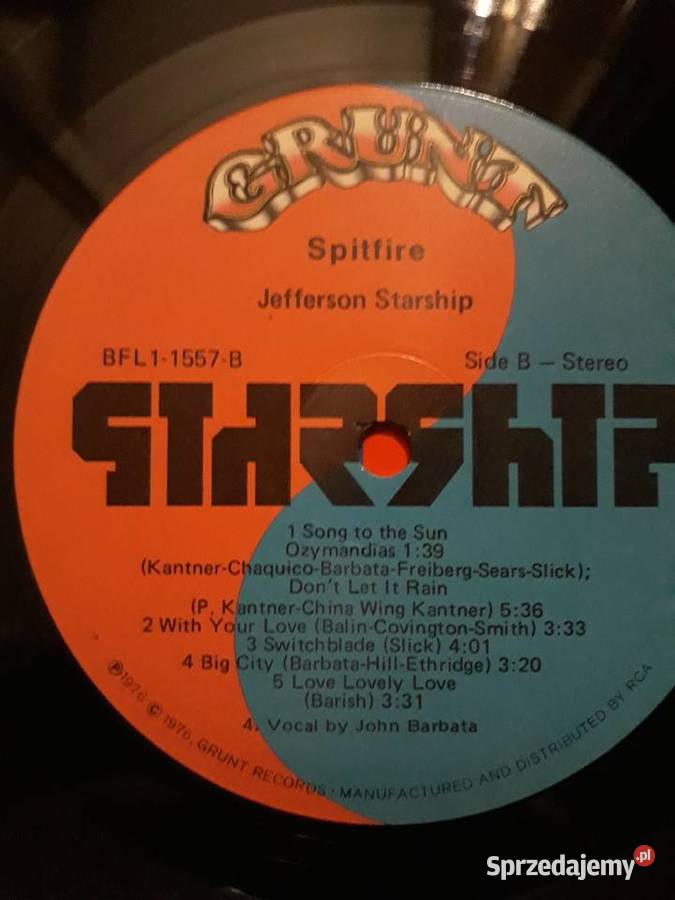 GRUNT
Spitfire
Jefferson Starship
BFL1-1557-B
Side B — Stereo
STARSHIP
1 Song to the Sun
Ozymandias 1:39
(Kantner-Chaquico-Barbata-Freiberg-Sears-Slick);
Don't Let It Rain
(P. Kantner-China Wing Kantner) 5:36
2 With Your Love (Balin-Covington-Smith) 3:33
3 Switchblade (Slick) 4:01
4 Big City (Barbata-Hill-Ethridge) 3:20
5 Love Lovely Love
(Barish) 3:31
4. Vocal by John Barbata
℗1976 © 1976, GRUNT RECORDS · MANUFACTURED AND DISTRIBUTED BY RCA
Sprzedajemy.pl